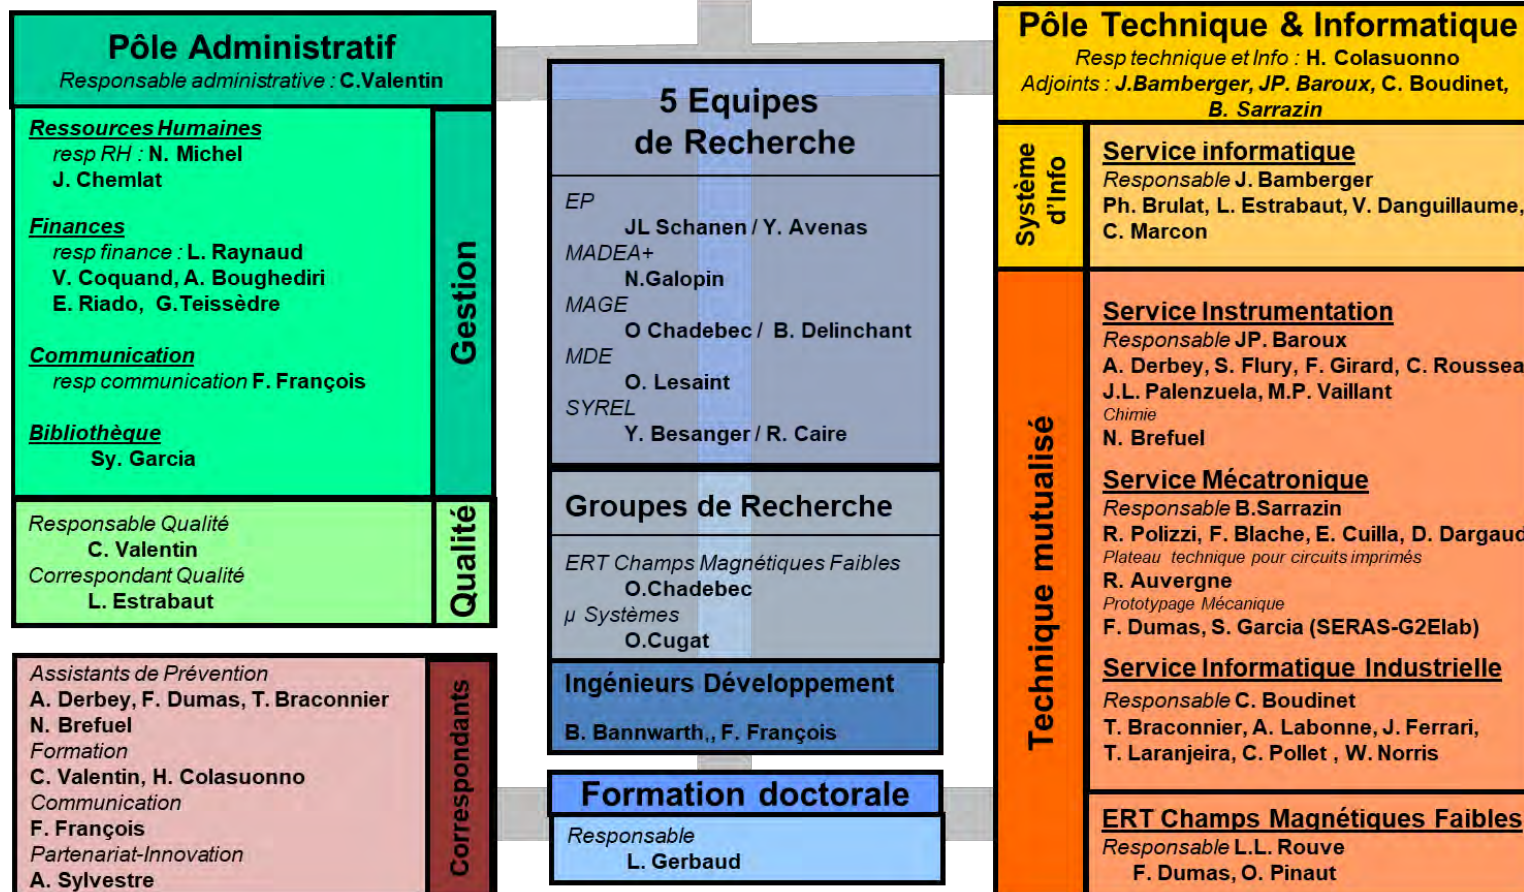 Pôle Administratif
Responsable administrative : C.Valentin
Ressources Humaines
resp RH : N. Michel
J. Chemlat
Finances
resp finance : L. Raynaud
V. Coquand, A. Boughediri
E. Riado, G.Teissèdre
Communication
resp communication F. François
Bibliothèque
Sy. Garcia
Gestion
Responsable Qualité
C. Valentin
Correspondant Qualité
L. Estrabaut
Qualité
Assistants de Prévention
A. Derbey, F. Dumas, T. Braconnier
N. Brefuel
Formation
C. Valentin, H. Colasuonno
Communication
F. François
Partenariat-Innovation
A. Sylvestre
Correspondants
5 Equipes
de Recherche
EP
JL Schanen / Y. Avenas
MADEA+
N.Galopin
MAGE
O Chadebec / B. Delinchant
MDE
O. Lesaint
SYREL
Y. Besanger / R. Caire
Groupes de Recherche
ERT Champs Magnétiques Faibles
O.Chadebec
µ Systèmes
O.Cugat
Ingénieurs Développement
B. Bannwarth,, F. François
Formation doctorale
Responsable
L. Gerbaud
Pôle Technique & Informatique
Resp technique et Info : H. Colasuonno
Adjoints : J.Bamberger, JP. Baroux, C. Boudinet,
B. Sarrazin
Système
d'Info
Service informatique
Responsable J. Bamberger
Ph. Brulat, L. Estrabaut, V. Danguillaume,
C. Marcon
Technique mutualisé
Service Instrumentation
Responsable JP. Baroux
A. Derbey, S. Flury, F. Girard, C. Roussea
J.L. Palenzuela, M.P. Vaillant
Chimie
N. Brefuel
Service Mécatronique
Responsable B.Sarrazin
R. Polizzi, F. Blache, E. Cuilla, D. Dargaud
Plateau technique pour circuits imprimés
R. Auvergne
Prototypage Mécanique
F. Dumas, S. Garcia (SERAS-G2Elab)
Service Informatique Industrielle
Responsable C. Boudinet
T. Braconnier, A. Labonne, J. Ferrari,
T. Laranjeira, C. Pollet , W. Norris
ERT Champs Magnétiques Faibles
Responsable L.L. Rouve
F. Dumas, O. Pinaut